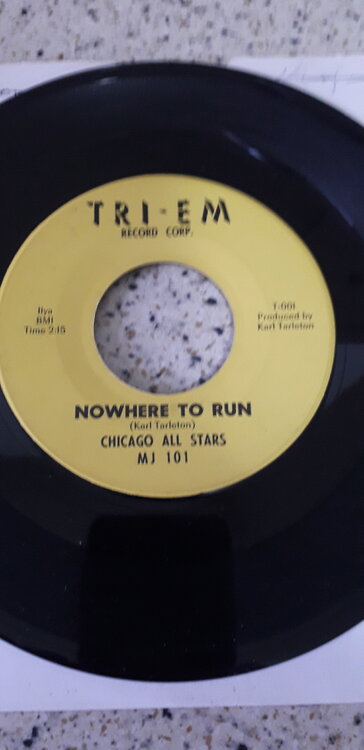 TRI-EM
RECORD CORP.
Ilya
BMI
Time 2:15
T-001
Produced by
Karl Tarleton
NOWHERE TO RUN
(Karl Tarleton)
CHICAGO ALL STARS
MJ 101